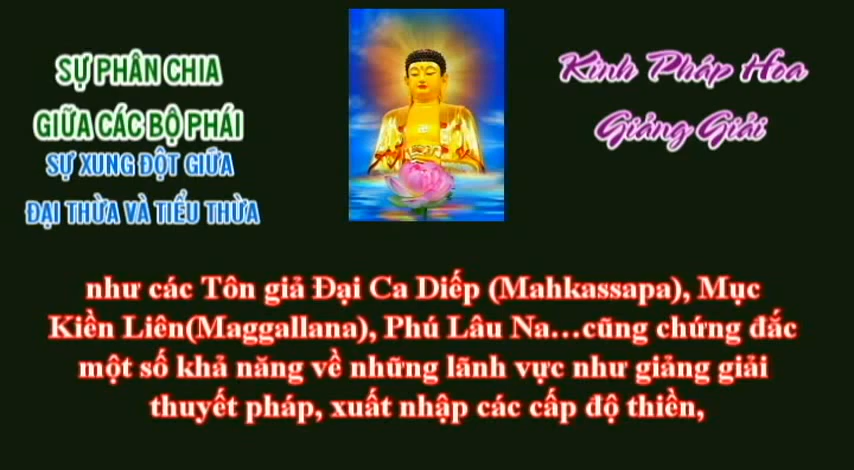 SỰ PHÂN CHIA
GIỮA CÁC BỘ PHÁI
SỰ XUNG ĐỘT GIỮA
ĐẠI THỪA VÀ TIỂU THỪA
Kinh Pháp Hoa
Giảng Giải
như các Tôn giả Đại Ca Diếp (Mahkassapa), Mục
Kiền Liên(Maggallana), Phú Lâu Na...cũng chứng đắc
một số khả năng về những lãnh vực như giảng giải
thuyết pháp, xuất nhập các cấp độ thiền,